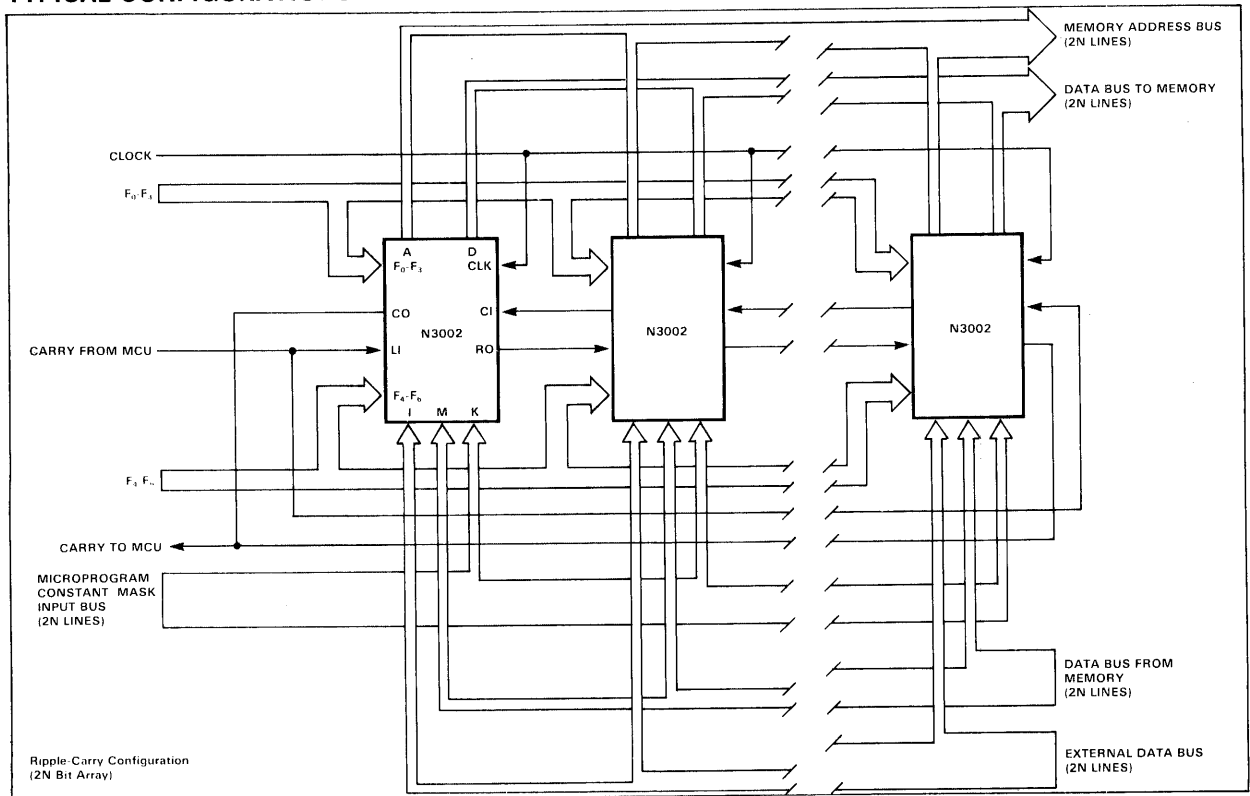 MEMORY ADDRESS BUS
(2N LINES)
DATA BUS TO MEMORY
(2N LINES)
CLOCK
F₀-F₃
A
D
F₀-F₃
CLK
CO
CI
N3002
N3002
N3002
CARRY FROM MCU
LI
RO
F₄-F₆
I
M
K
CARRY TO MCU
MICROPROGRAM
CONSTANT MASK
INPUT BUS
(2N LINES)
DATA BUS FROM
MEMORY
(2N LINES)
EXTERNAL DATA BUS
(2N LINES)
Ripple-Carry Configuration
(2N Bit Array)